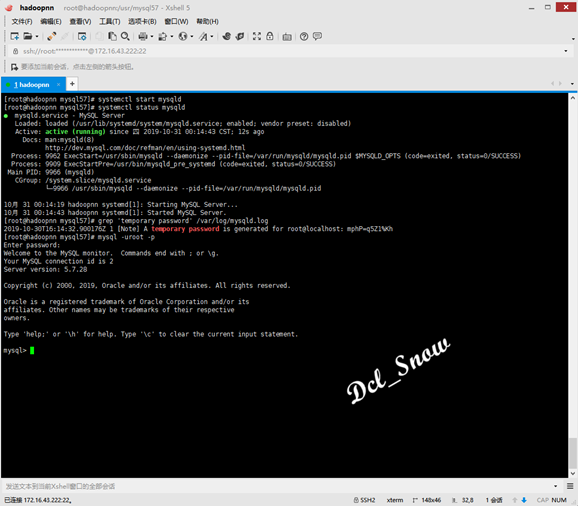 root@hadoopnn:/usr/mysql57 - Xshell 5
文件(F) 编辑(E) 查看(V) 工具(T) 选项卡(B) 窗口(W) 帮助(H)
ssh://root:************@172.16.43.222:22
要添加当前会话，点击左侧的箭头按钮。
1 hadoopnn
[root@hadoopnn mysql57]# systemctl start mysqld
[root@hadoopnn mysql57]# systemctl status mysqld
● mysqld.service - MySQL Server
Loaded: loaded (/usr/lib/systemd/system/mysqld.service; enabled; vendor preset: disabled)
Active: active (running) since 四 2019-10-31 00:14:43 CST; 12s ago
Docs: man:mysqld(8)
http://dev.mysql.com/doc/refman/en/using-systemd.html
Process: 9962 ExecStart=/usr/sbin/mysqld --daemonize --pid-file=/var/run/mysqld/mysqld.pid $MYSQLD_OPTS (code=exited, status=0/SUCCESS)
Process: 9909 ExecStartPre=/usr/bin/mysqld_pre_systemd (code=exited, status=0/SUCCESS)
Main PID: 9966 (mysqld)
CGroup: /system.slice/mysqld.service
└─9966 /usr/sbin/mysqld --daemonize --pid-file=/var/run/mysqld/mysqld.pid
10月 31 00:14:19 hadoopnn systemd[1]: Starting MySQL Server...
10月 31 00:14:43 hadoopnn systemd[1]: Started MySQL Server.
[root@hadoopnn mysql57]# grep 'temporary password' /var/log/mysqld.log
2019-10-30T16:14:32.900176Z 1 [Note] A temporary password is generated for root@localhost: mphP=q5Z1%Kh
[root@hadoopnn mysql57]# mysql -uroot -p
Enter password:
Welcome to the MySQL monitor.  Commands end with ; or \g.
Your MySQL connection id is 2
Server version: 5.7.28
Copyright (c) 2000, 2019, Oracle and/or its affiliates. All rights reserved.
Oracle is a registered trademark of Oracle Corporation and/or its
affiliates. Other names may be trademarks of their respective
owners.
Type 'help;' or '\h' for help. Type '\c' to clear the current input statement.
mysql>
Dcl_Snow
发送文本到当前Xshell窗口的全部会话
已连接 172.16.43.222:22。 SSH2 xterm 148x46 32,8 1 会话 CAP NUM